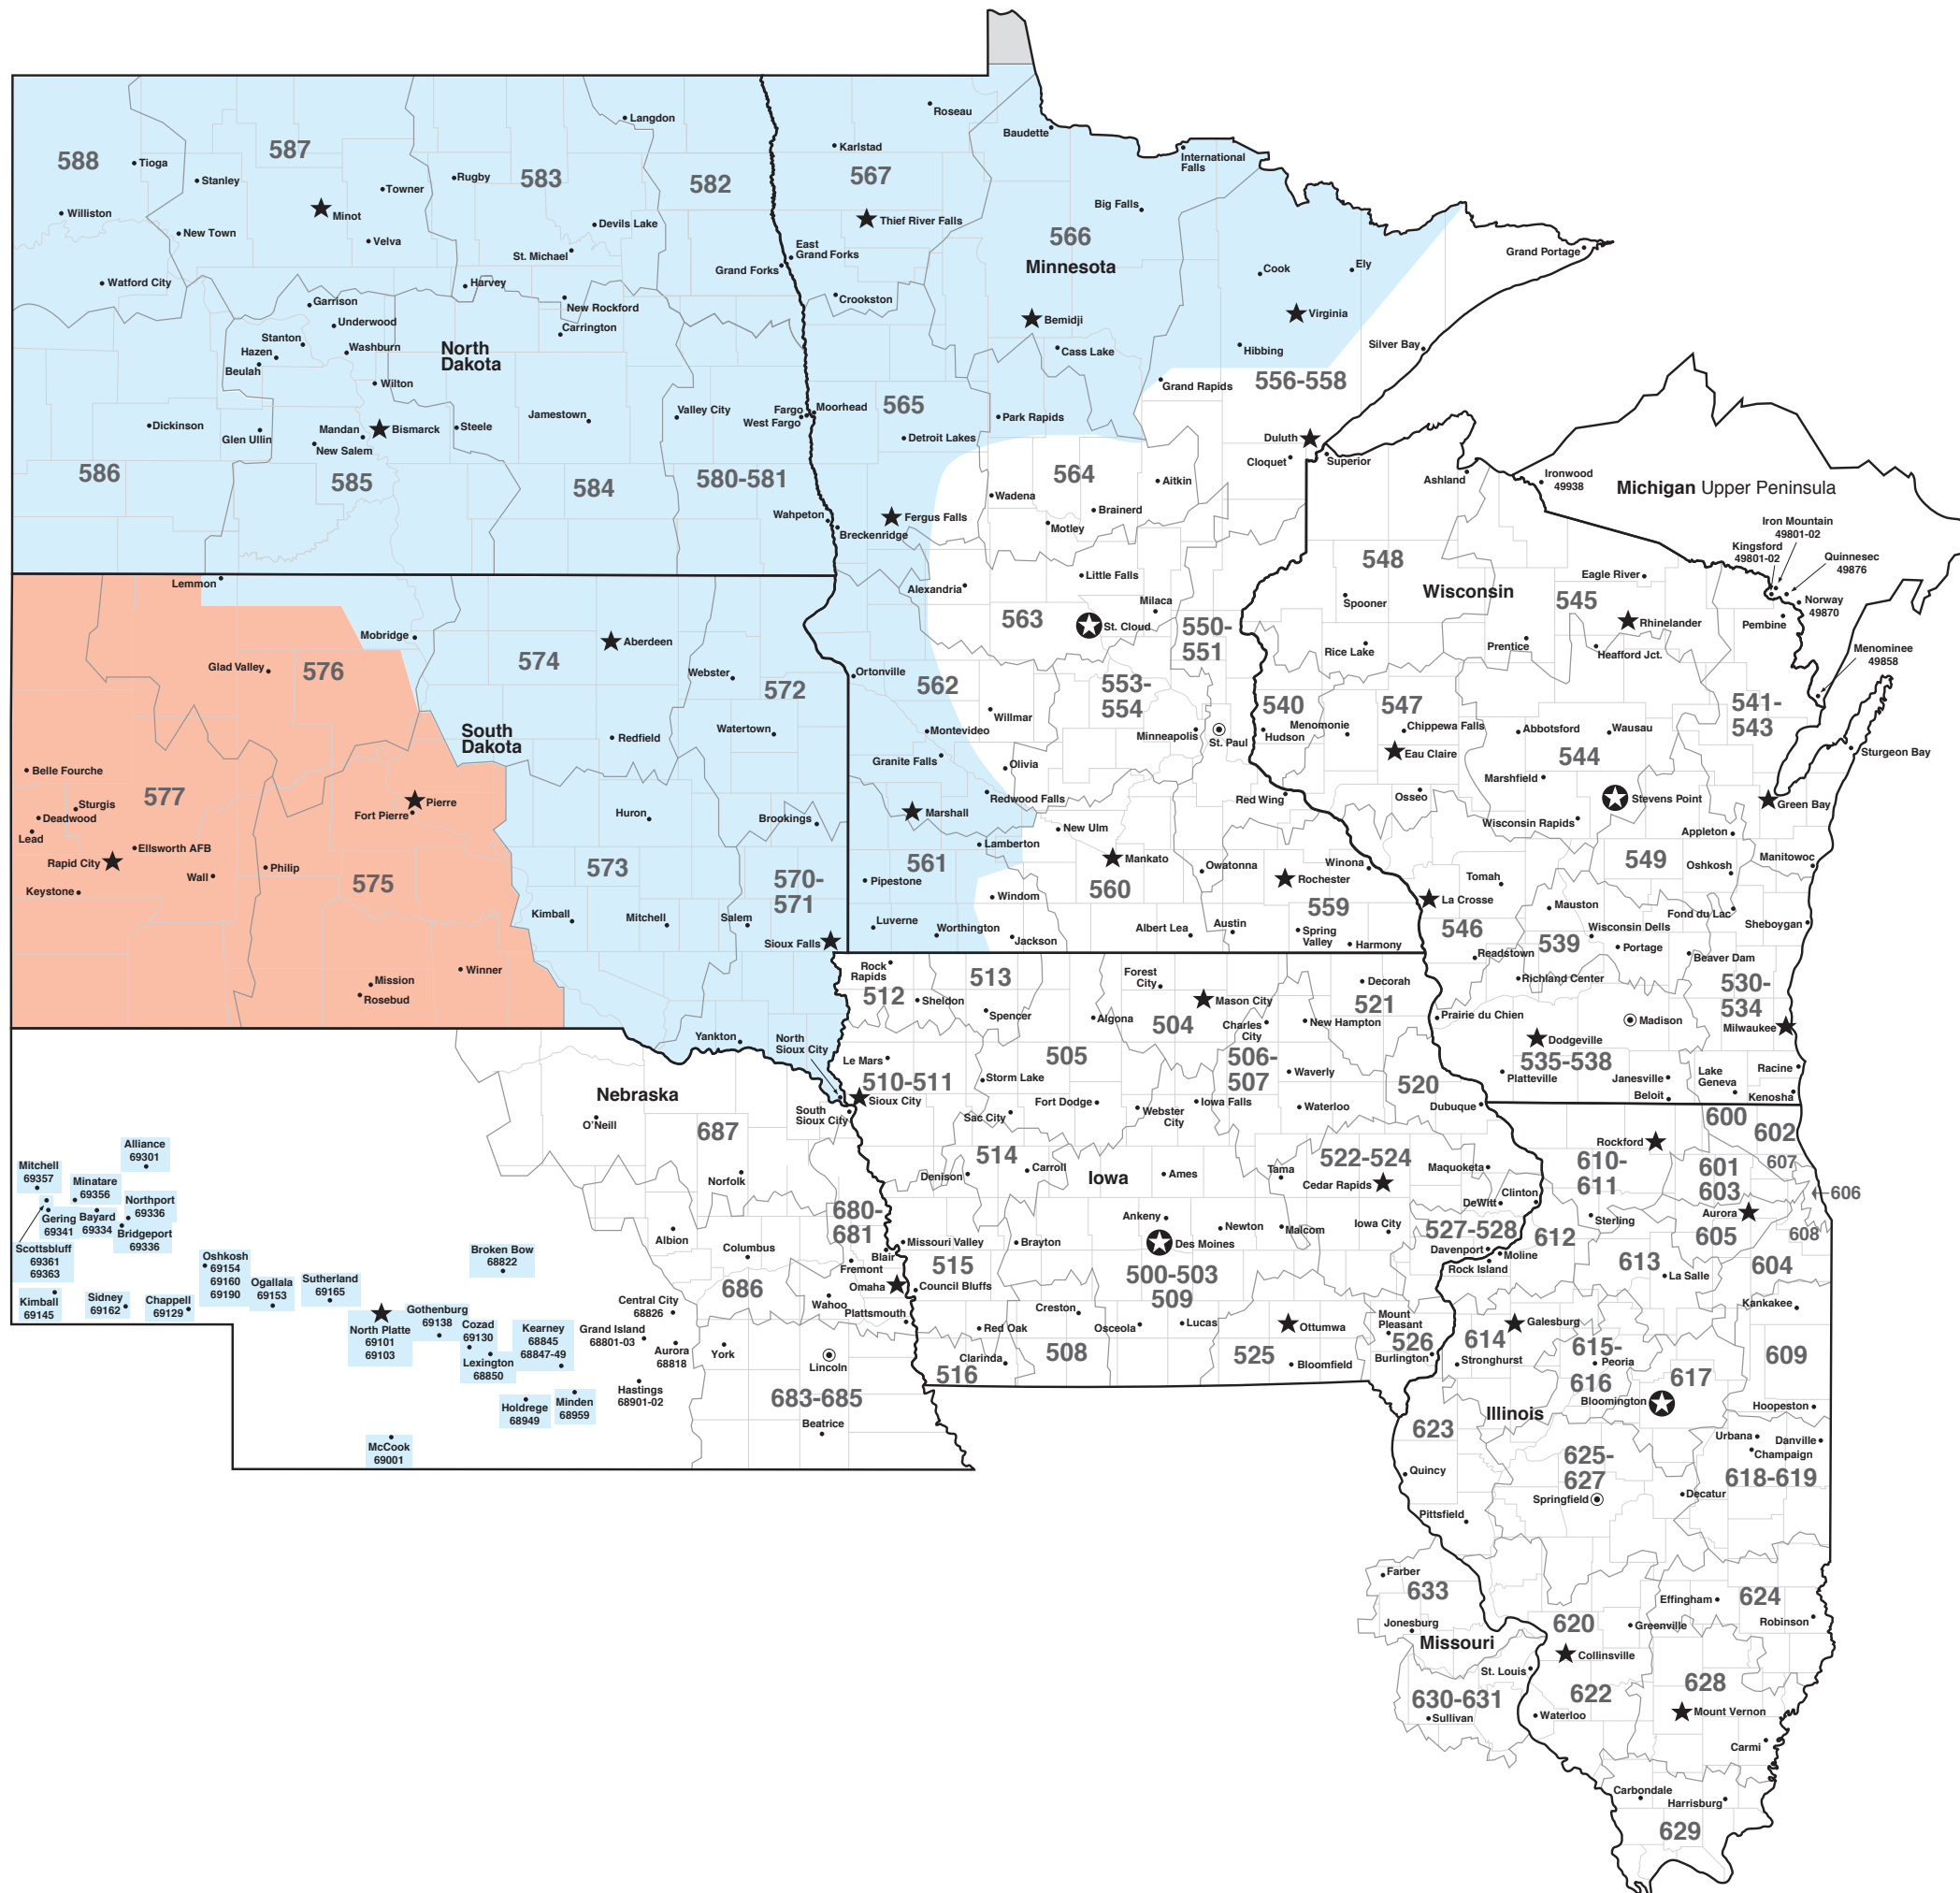 588
Tioga
587
Stanley
Towner
Rugby
583
Langdon
582
Williston
Minot
New Town
Velva
Devils Lake
St. Michael
Grand Forks
Watford City
Harvey
Garrison
New Rockford
Underwood
Carrington
Stanton
Washburn
Hazen
Beulah
North
Dakota
Wilton
Dickinson
Glen Ullin
Mandan
Bismarck
New Salem
Steele
Jamestown
Valley City
Fargo
West Fargo
586
585
584
580-581
Wahpeton
Roseau
Baudette
Karlstad
567
International
Falls
Thief River Falls
Big Falls
566
Minnesota
East
Grand Forks
Crookston
Cook
Ely
Grand Portage
Bemidji
Virginia
Cass Lake
Hibbing
Silver Bay
Grand Rapids
556-558
Moorhead
565
Park Rapids
Detroit Lakes
Duluth
Cloquet
564
Wadena
Aitkin
Brainerd
Motley
Fergus Falls
Breckenridge
Little Falls
Alexandria
Milaca
563
St. Cloud
550-
551
Ortonville
562
553-
554
Willmar
Montevideo
Minneapolis
St. Paul
Granite Falls
Olivia
Redwood Falls
Red Wing
Marshall
New Ulm
Lamberton
Mankato
Owatonna
Winona
561
Pipestone
560
Rochester
Windom
559
Luverne
Worthington
Jackson
Albert Lea
Austin
Spring
Valley
Harmony
Lemmon
Mobridge
Aberdeen
Glad Valley
576
574
Webster
572
South
Dakota
Redfield
Watertown
Belle Fourche
577
Sturgis
Deadwood
Lead
Pierre
Fort Pierre
Huron
Brookings
Ellsworth AFB
Rapid City
Wall
Philip
575
573
570-
571
Keystone
Kimball
Mitchell
Salem
Sioux Falls
Winner
Mission
Rosebud
Yankton
North
Sioux City
Superior
Ashland
Ironwood
49938
Michigan Upper Peninsula
Iron Mountain
49801-02
Kingsford
49801-02
Quinnesec
49876
Norway
49870
Pembine
Menominee
49858
548
Wisconsin
Eagle River
545
Spooner
Rhinelander
Rice Lake
Prentice
Heafford Jct.
541-
543
540
547
Hudson
Menomonie
Chippewa Falls
Abbotsford
Wausau
Eau Claire
544
Sturgeon Bay
Marshfield
Osseo
Stevens Point
Green Bay
Wisconsin Rapids
Appleton
549
Oshkosh
Manitowoc
Tomah
La Crosse
Mauston
Fond du Lac
546
539
Wisconsin Dells
Sheboygan
Portage
Readstown
Beaver Dam
Richland Center
530-
534
Prairie du Chien
Madison
Milwaukee
Dodgeville
535-538
Platteville
Janesville
Lake
Geneva
Racine
Beloit
Kenosha
Rock
Rapids
513
Forest
City
Decorah
512
Sheldon
Mason City
521
Spencer
Algona
504
Charles
City
New Hampton
Le Mars
505
506-
507
510-511
Storm Lake
Waverly
520
Sioux City
Fort Dodge
Iowa Falls
Sac City
Webster
City
Waterloo
Dubuque
514
Denison
Carroll
Iowa
Ames
Tama
522-524
Cedar Rapids
Maquoketa
DeWitt
Clinton
Ankeny
Newton
Malcom
Iowa City
527-528
Missouri Valley
Brayton
Des Moines
Davenport
515
Council Bluffs
500-503
509
Creston
Mount
Pleasant
Red Oak
Osceola
Lucas
Ottumwa
526
Clarinda
508
525
Bloomfield
Burlington
516
Nebraska
O'Neill
687
South
Sioux City
Norfolk
680-
681
Albion
Columbus
Blair
Fremont
686
Omaha
Wahoo
Plattsmouth
Central City
68826
Grand Island
68801-03
Aurora
68818
York
Lincoln
Hastings
68901-02
683-685
Beatrice
Alliance
69301
Mitchell
69357
Minatare
69356
Northport
69336
Gering
69341
Bayard
69334
Bridgeport
69336
Scottsbluff
69361
69363
Oshkosh
69154
69160
69190
Broken Bow
68822
Ogallala
69153
Sutherland
69165
Kimball
69145
Sidney
69162
Chappell
69129
North Platte
69101
69103
Gothenburg
69138
Cozad
69130
Kearney
68845
68847-49
Lexington
68850
Holdrege
68949
Minden
68959
McCook
69001
600
602
Rockford
610-
611
601
603
607
606
Aurora
Sterling
605
608
612
Moline
Rock Island
613
La Salle
604
Kankakee
Galesburg
614
615-
616
Peoria
Stronghurst
617
609
Bloomington
Illinois
Hoopeston
623
Urbana
Danville
Champaign
625-
627
618-619
Quincy
Springfield
Decatur
Pittsfield
Farber
633
Effingham
624
Jonesburg
620
Greenville
Robinson
Missouri
Collinsville
St. Louis
628
630-631
622
Sullivan
Waterloo
Mount Vernon
Carmi
Carbondale
Harrisburg
629